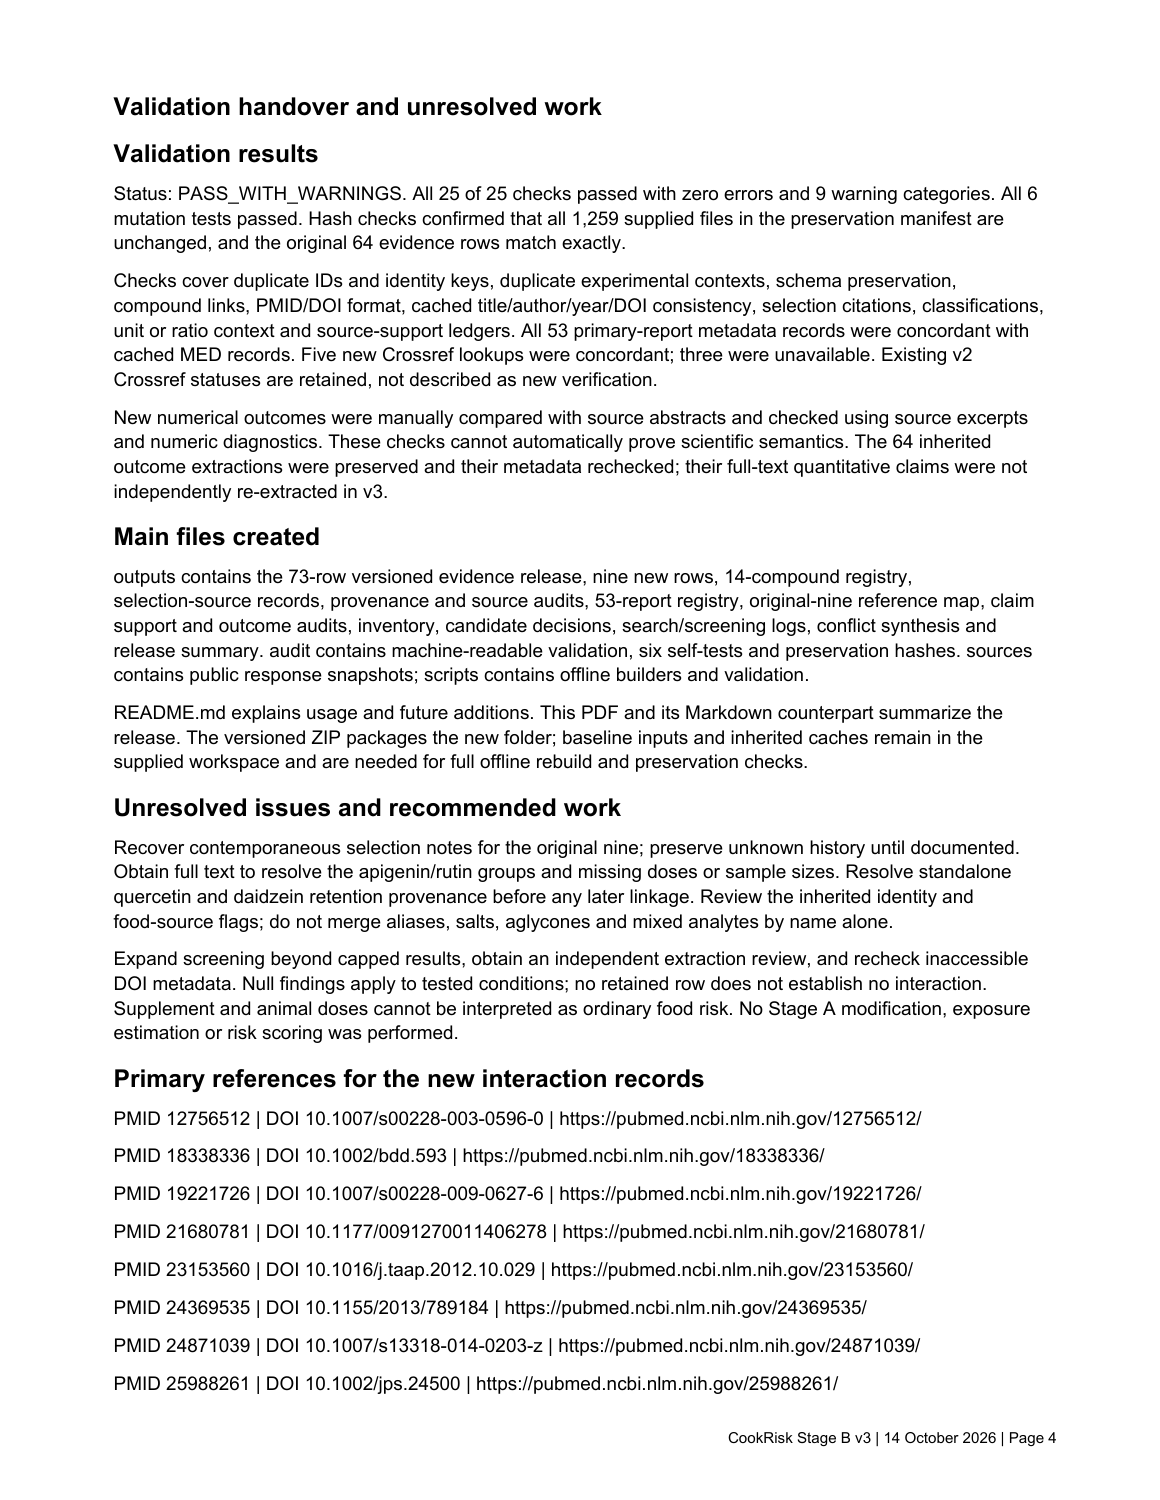 Validation handover and unresolved work
Validation results
Status: PASS_WITH_WARNINGS. All 25 of 25 checks passed with zero errors and 9 warning categories. All 6
mutation tests passed. Hash checks confirmed that all 1,259 supplied files in the preservation manifest are
unchanged, and the original 64 evidence rows match exactly.
Checks cover duplicate IDs and identity keys, duplicate experimental contexts, schema preservation,
compound links, PMID/DOI format, cached title/author/year/DOI consistency, selection citations, classifications,
unit or ratio context and source-support ledgers. All 53 primary-report metadata records were concordant with
cached MED records. Five new Crossref lookups were concordant; three were unavailable. Existing v2
Crossref statuses are retained, not described as new verification.
New numerical outcomes were manually compared with source abstracts and checked using source excerpts
and numeric diagnostics. These checks cannot automatically prove scientific semantics. The 64 inherited
outcome extractions were preserved and their metadata rechecked; their full-text quantitative claims were not
independently re-extracted in v3.
Main files created
outputs contains the 73-row versioned evidence release, nine new rows, 14-compound registry,
selection-source records, provenance and source audits, 53-report registry, original-nine reference map, claim
support and outcome audits, inventory, candidate decisions, search/screening logs, conflict synthesis and
release summary. audit contains machine-readable validation, six self-tests and preservation hashes. sources
contains public response snapshots; scripts contains offline builders and validation.
README.md explains usage and future additions. This PDF and its Markdown counterpart summarize the
release. The versioned ZIP packages the new folder; baseline inputs and inherited caches remain in the
supplied workspace and are needed for full offline rebuild and preservation checks.
Unresolved issues and recommended work
Recover contemporaneous selection notes for the original nine; preserve unknown history until documented.
Obtain full text to resolve the apigenin/rutin groups and missing doses or sample sizes. Resolve standalone
quercetin and daidzein retention provenance before any later linkage. Review the inherited identity and
food-source flags; do not merge aliases, salts, aglycones and mixed analytes by name alone.
Expand screening beyond capped results, obtain an independent extraction review, and recheck inaccessible
DOI metadata. Null findings apply to tested conditions; no retained row does not establish no interaction.
Supplement and animal doses cannot be interpreted as ordinary food risk. No Stage A modification, exposure
estimation or risk scoring was performed.
Primary references for the new interaction records
PMID 12756512 | DOI 10.1007/s00228-003-0596-0 | https://pubmed.ncbi.nlm.nih.gov/12756512/
PMID 18338336 | DOI 10.1002/bdd.593 | https://pubmed.ncbi.nlm.nih.gov/18338336/
PMID 19221726 | DOI 10.1007/s00228-009-0627-6 | https://pubmed.ncbi.nlm.nih.gov/19221726/
PMID 21680781 | DOI 10.1177/0091270011406278 | https://pubmed.ncbi.nlm.nih.gov/21680781/
PMID 23153560 | DOI 10.1016/j.taap.2012.10.029 | https://pubmed.ncbi.nlm.nih.gov/23153560/
PMID 24369535 | DOI 10.1155/2013/789184 | https://pubmed.ncbi.nlm.nih.gov/24369535/
PMID 24871039 | DOI 10.1007/s13318-014-0203-z | https://pubmed.ncbi.nlm.nih.gov/24871039/
PMID 25988261 | DOI 10.1002/jps.24500 | https://pubmed.ncbi.nlm.nih.gov/25988261/
CookRisk Stage B v3 | 14 October 2026 | Page 4